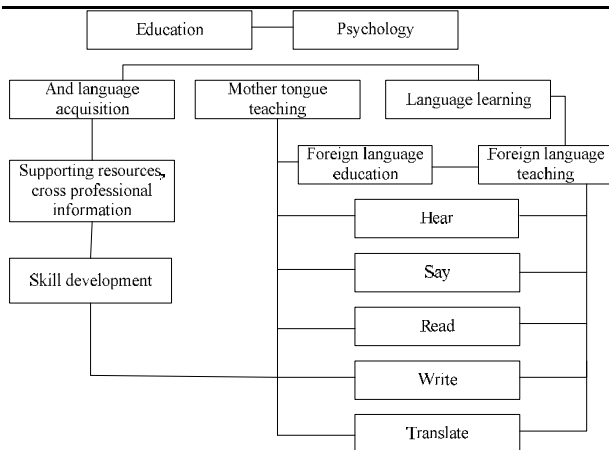 Education
Psychology
And language
acquisition
Mother tongue
teaching
Language learning
Supporting resources,
cross professional
information
Foreign language
education
Foreign language
teaching
Hear
Skill development
Say
Read
Write
Translate